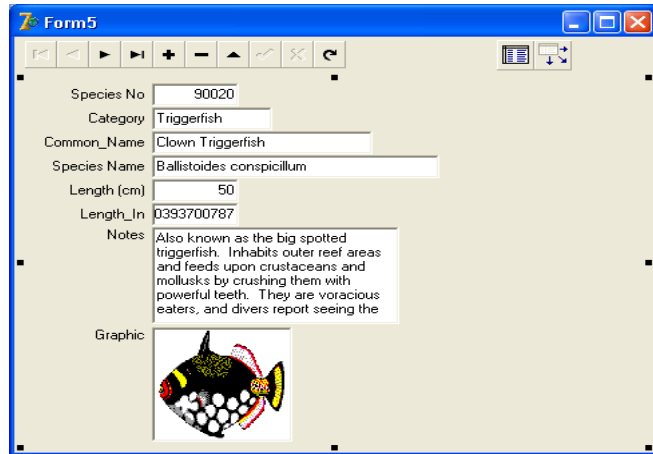 Form5
Species No 90020
Category Triggerfish
Common_Name Clown Triggerfish
Species Name Ballistoides conspicillum
Length (cm) 50
Length_In 0393700787
Notes Also known as the big spotted
triggerfish. Inhabits outer reef areas
and feeds upon crustaceans and
mollusks by crushing them with
powerful teeth. They are voracious
eaters, and divers report seeing the
Graphic